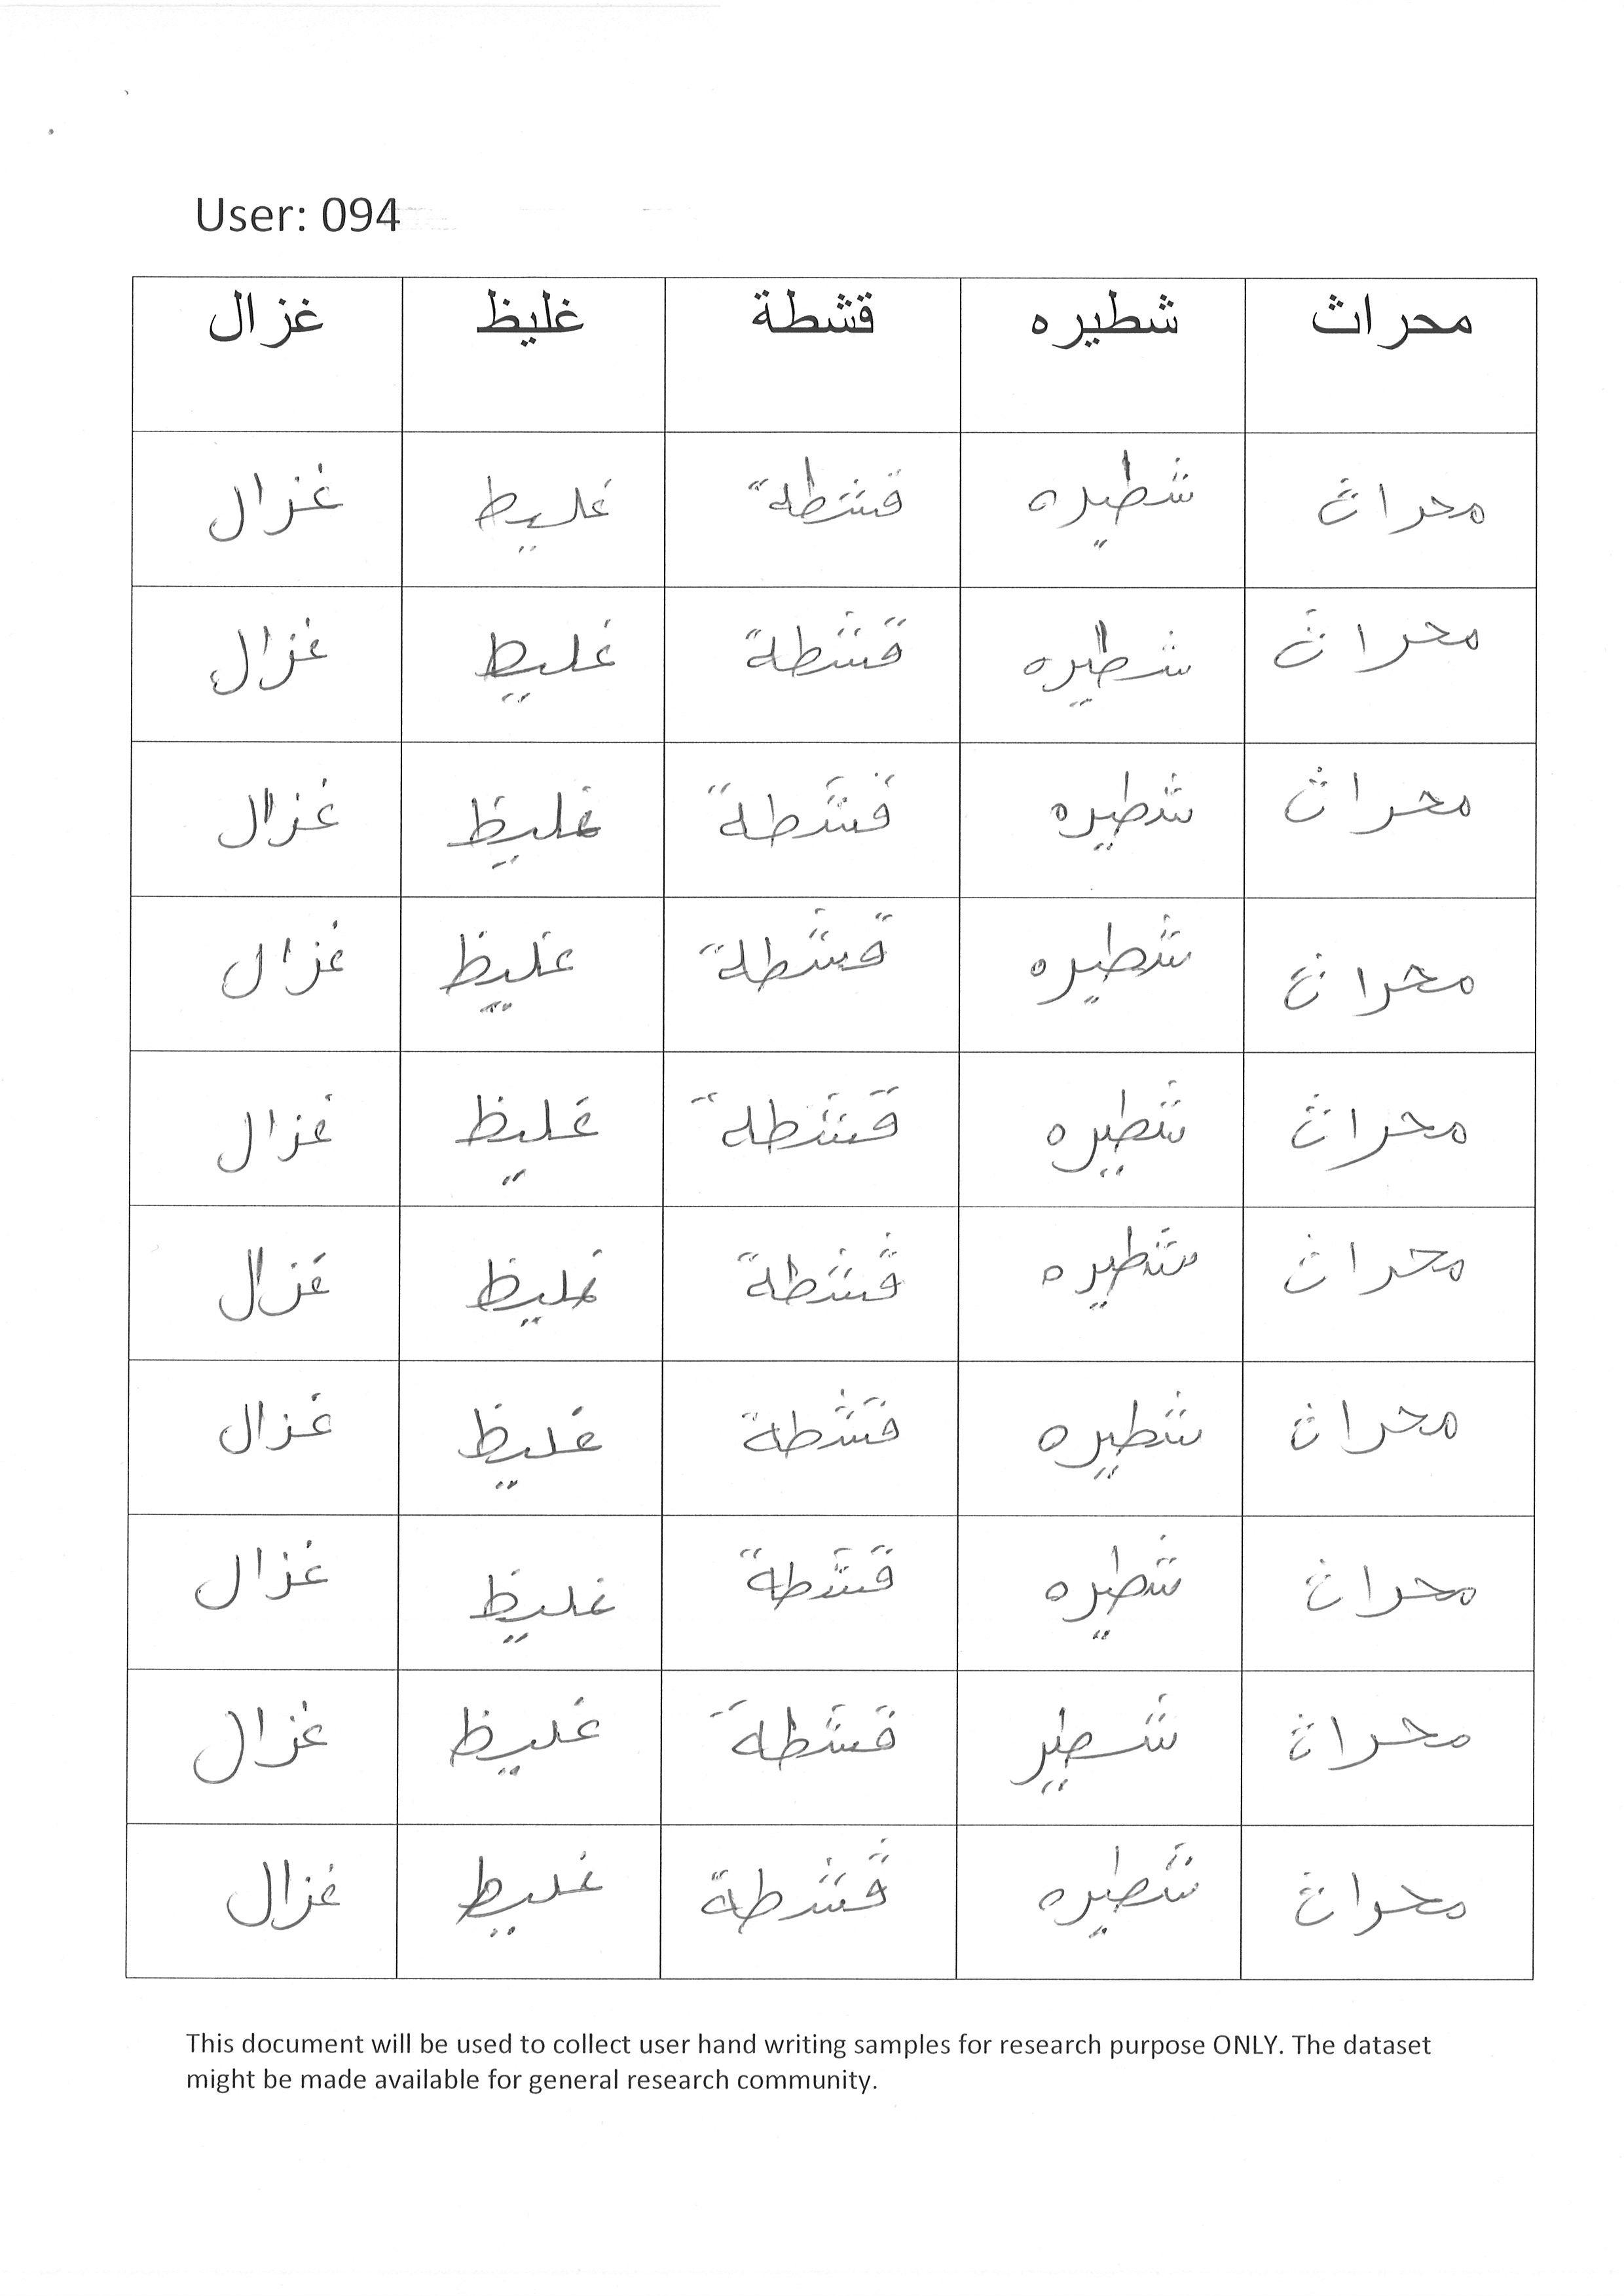 User: 094
محراث شطيره قشطة غليظ غزال
محراث شطيره قشطة غليط غزال
محراث شطيره قشطة غليط غزال
محراث شطيره قشطة غليظ غزال
محراث شطيره قشطة غليظ غزال
محراث شطيره قشطة غليظ غزال
محراث شطيره قشطة غليظ غزال
محراث شطيره قشطة غليظ غزال
محراث شطيره قشطة غليظ غزال
محراث شطير قشطة غليظ غزال
محراث شطيره قشطة غليط غزال
This document will be used to collect user hand writing samples for research purpose ONLY. The dataset
might be made available for general research community.